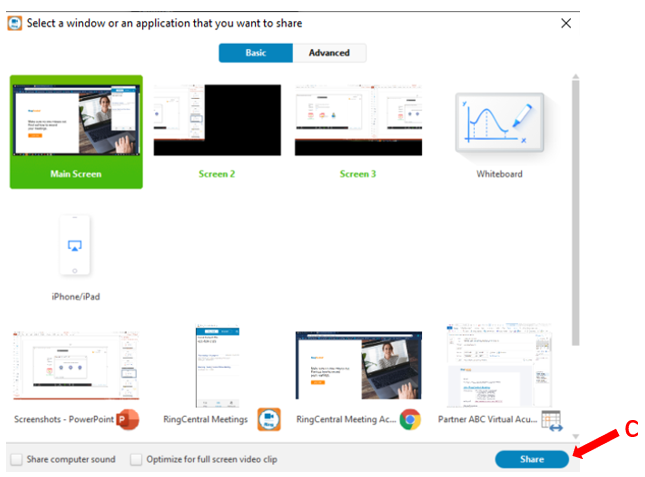 Select a window or an application that you want to share
Basic Advanced
Main Screen Screen 2 Screen 3 Whiteboard
iPhone/iPad
Screenshots - PowerPoint RingCentral Meetings RingCentral Meeting Ac... Partner ABC Virtual Acu...
C
Share computer sound Optimize for full screen video clip Share